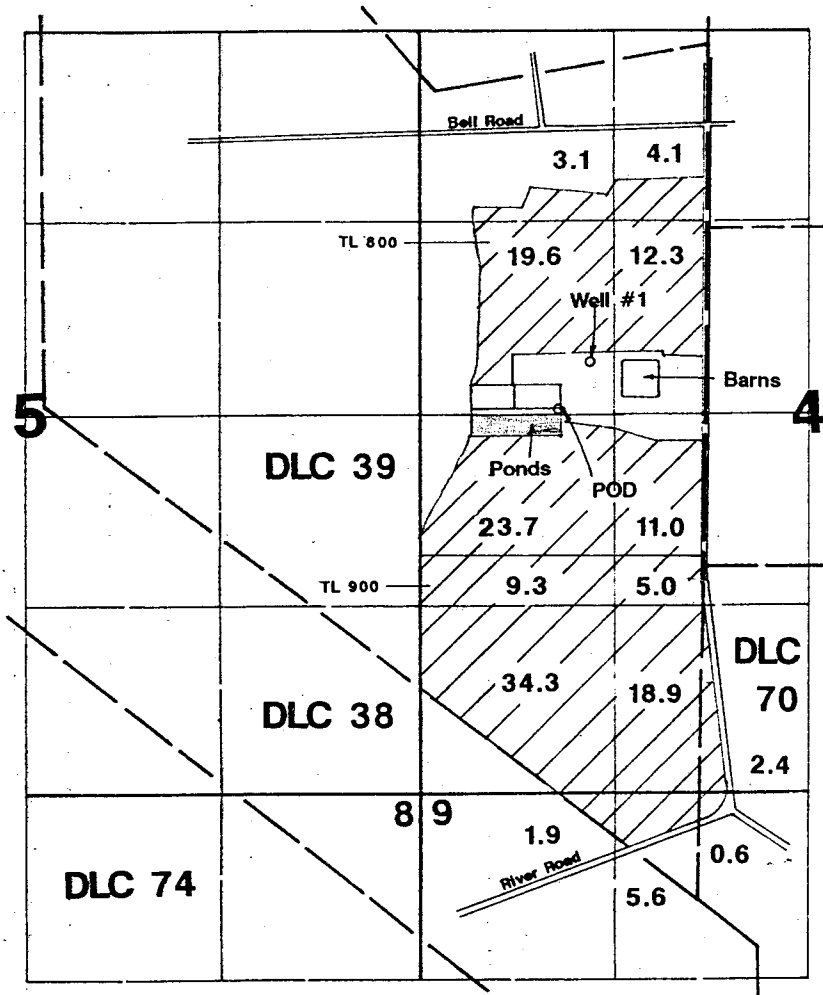 Bell Road
3.1 4.1
TL 800
19.6 12.3
Well #1
Barns
5 4
DLC 39
Ponds
POD
23.7 11.0
TL 900
9.3 5.0
34.3 18.9
DLC
70
DLC 38
2.4
8 9
1.9
0.6
River Road
DLC 74
5.6